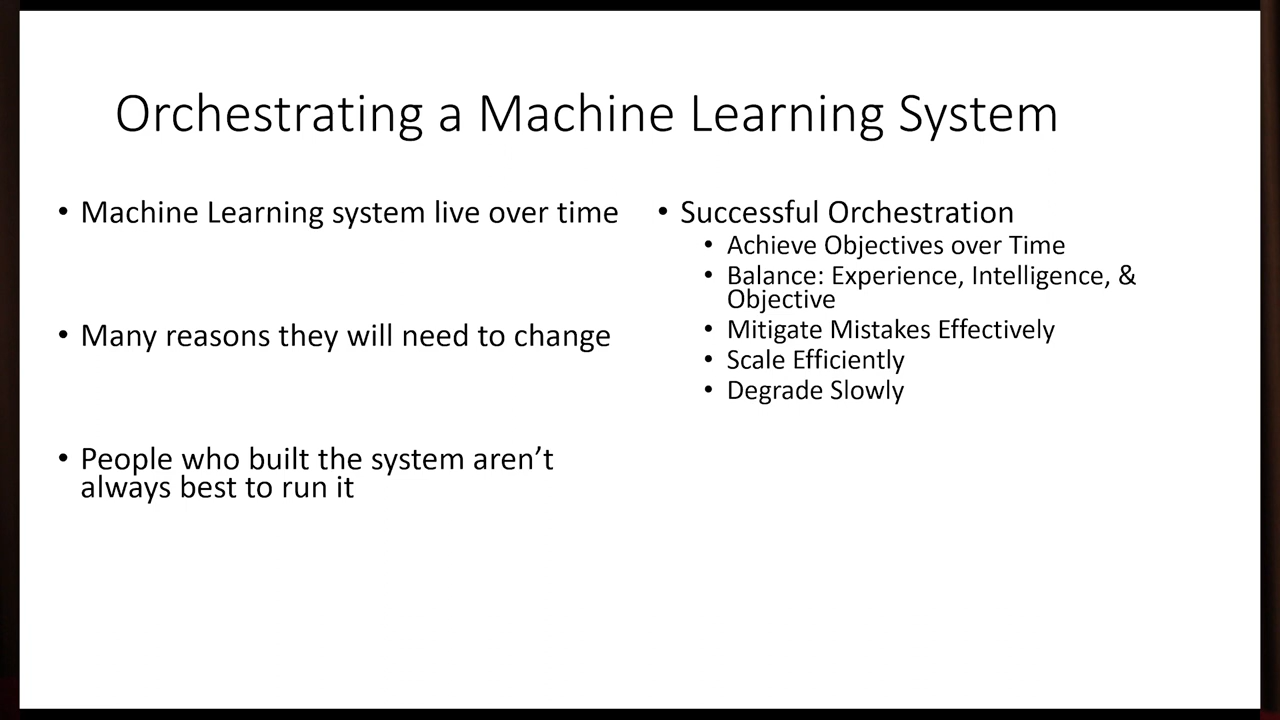 Orchestrating a Machine Learning System
• Machine Learning system live over time
• Many reasons they will need to change
• People who built the system aren’t
always best to run it
• Successful Orchestration
• Achieve Objectives over Time
• Balance: Experience, Intelligence, &
Objective
• Mitigate Mistakes Effectively
• Scale Efficiently
• Degrade Slowly